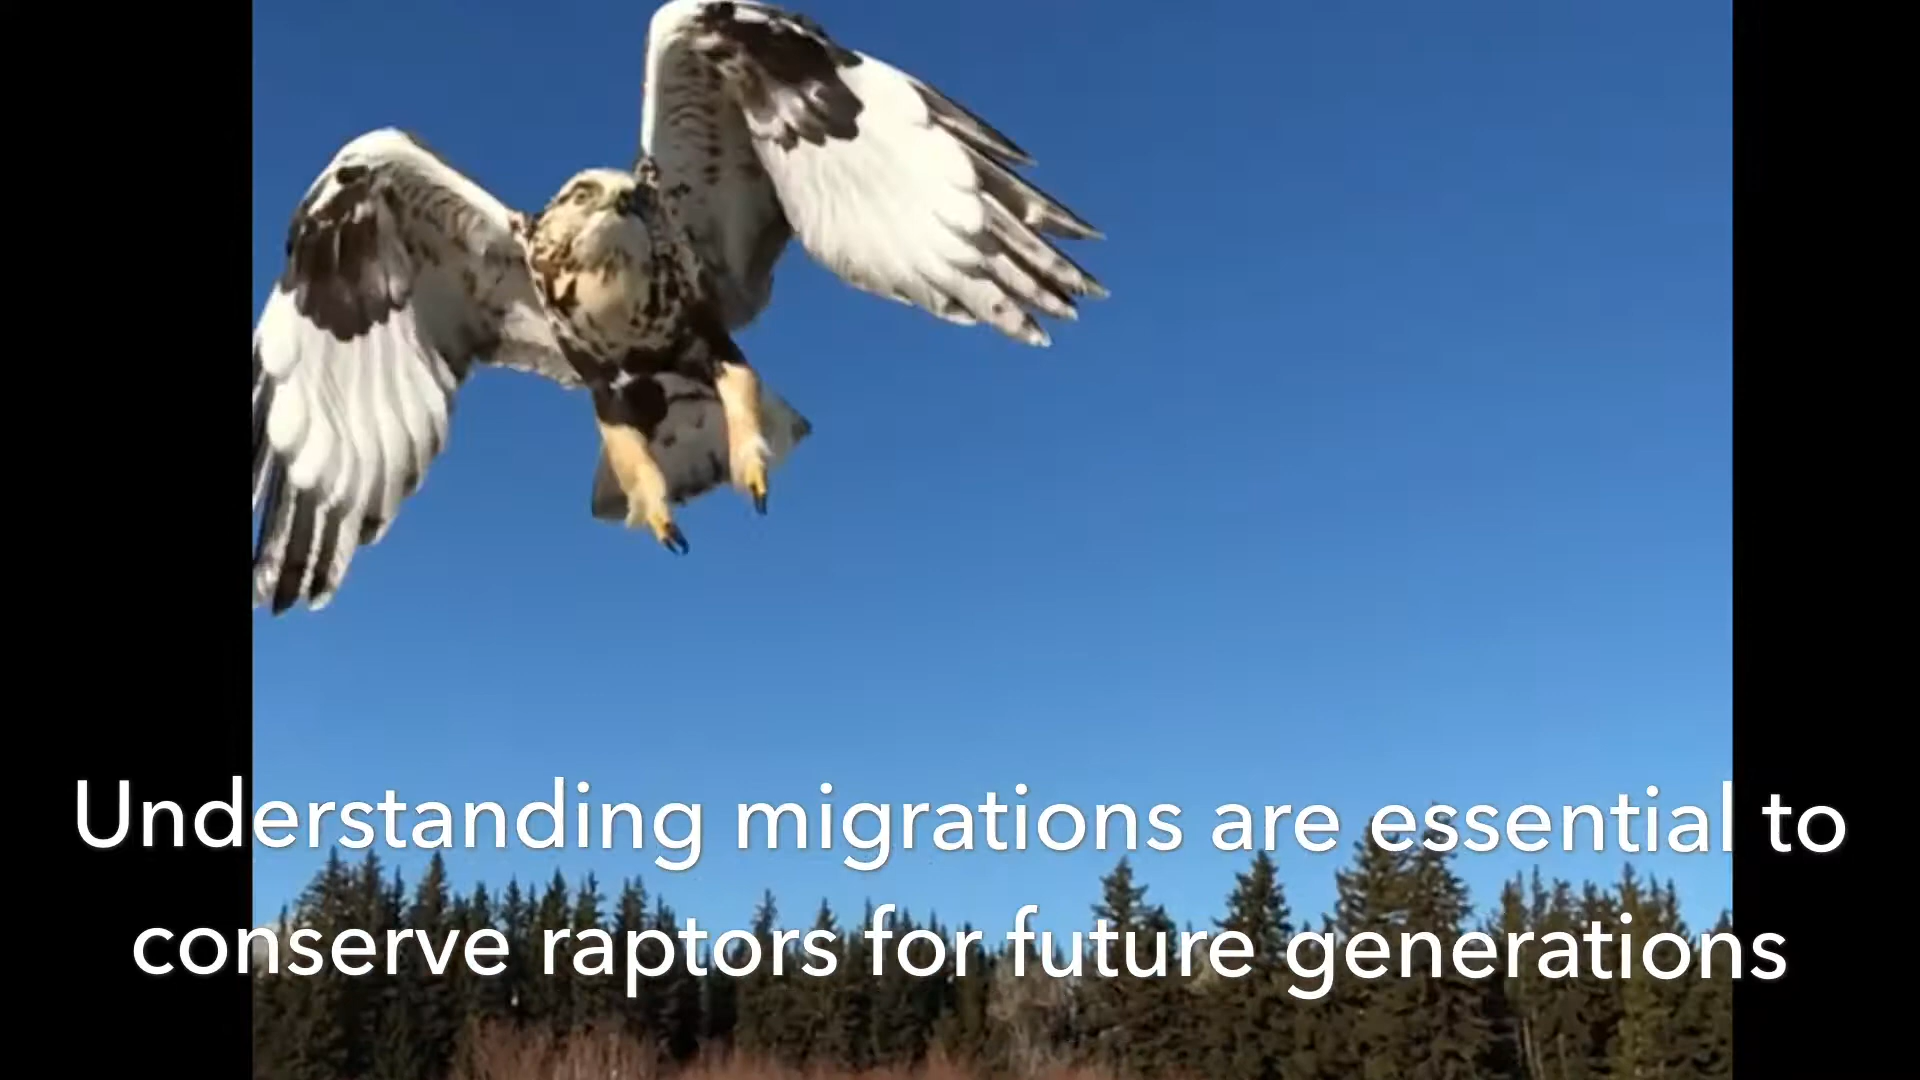 Understanding migrations are essential to
conserve raptors for future generations